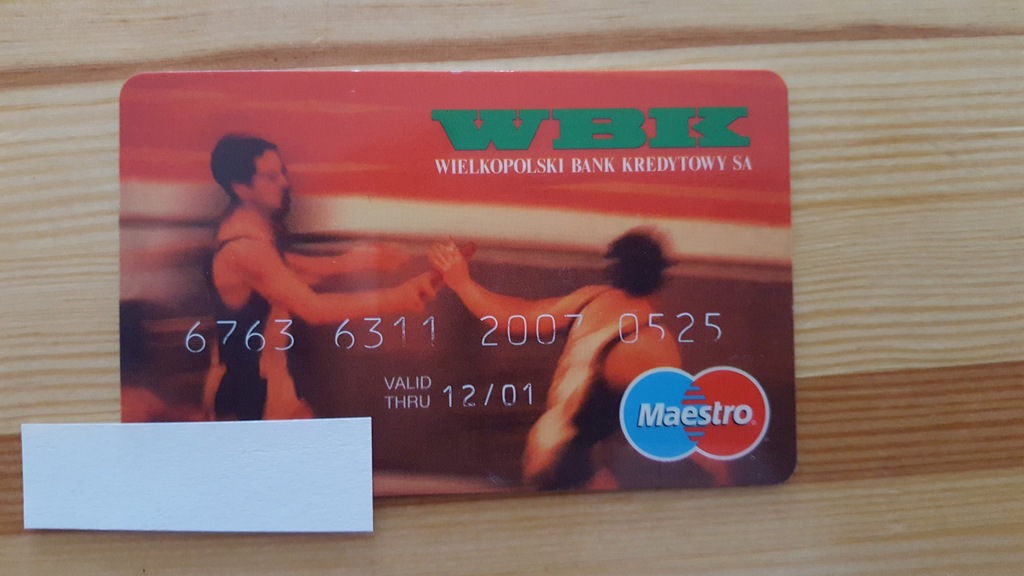 WBK
WIELKOPOLSKI BANK KREDYTOWY SA
6763 6311 2007 0525
VALID
THRU 12/01
Maestro